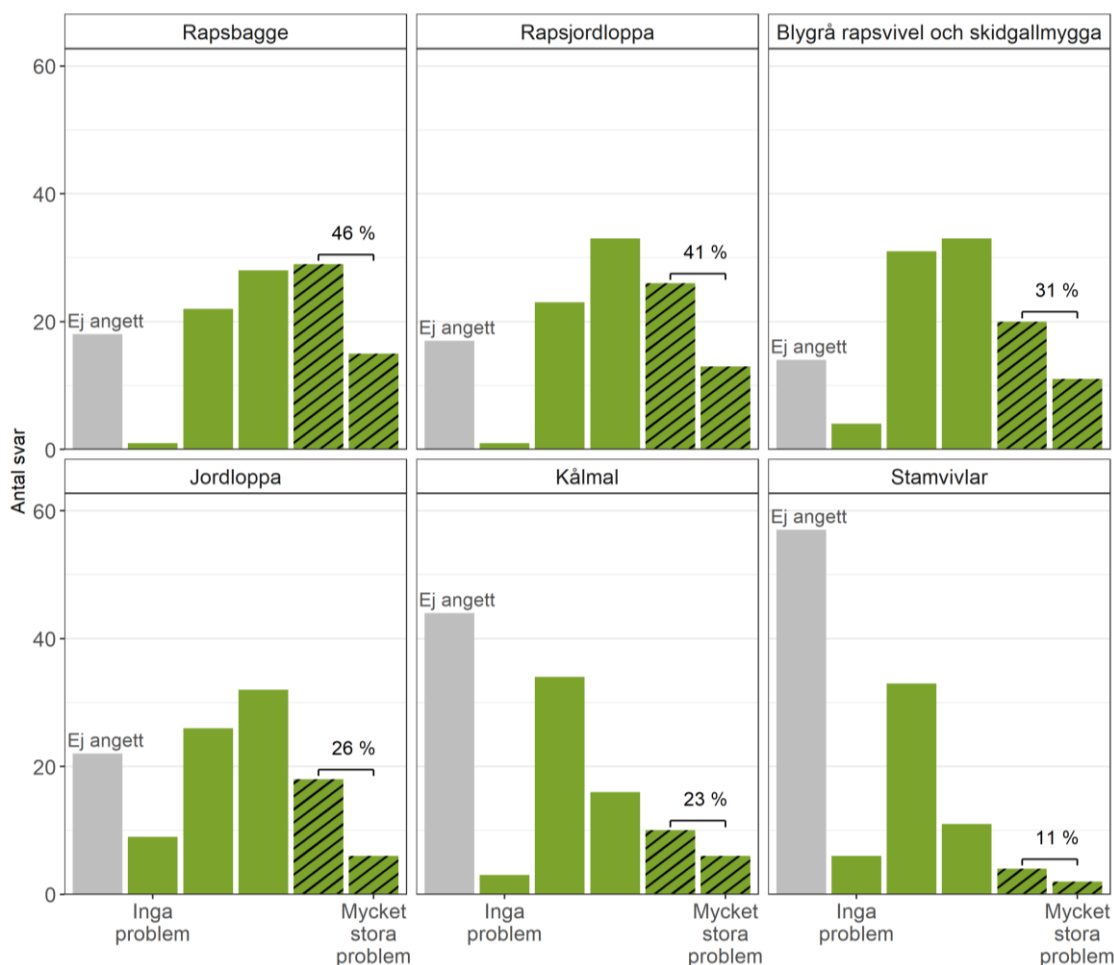 Rapsbagge
Rapsjordloppa
Blygrå rapsvivel och skidgallmygga
60
40
20
0
Ej angett
46 %
Ej angett
41 %
Ej angett
31 %
Antal svar
Jordloppa
Kålmal
Stamvivlar
60
40
20
0
Ej angett
26 %
Ej angett
23 %
Ej angett
11 %
Inga
problem
Mycket
stora
problem
Inga
problem
Mycket
stora
problem
Inga
problem
Mycket
stora
problem